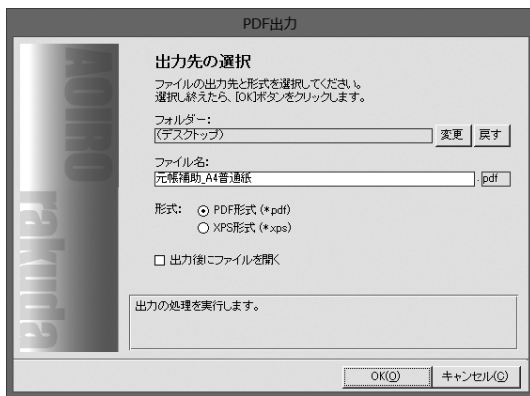 PDF出力
AOIRO
rakuda
出力先の選択
ファイルの出力先と形式を選択してください。
選択し終えたら、[OK]ボタンをクリックします。
フォルダー:
(デスクトップ) 変更 戻す
ファイル名:
元帳補助_A4普通紙 .pdf
形式: PDF形式 (*pdf)
XPS形式 (*xps)
出力後にファイルを開く
出力の処理を実行します。
OK(O) キャンセル(C)